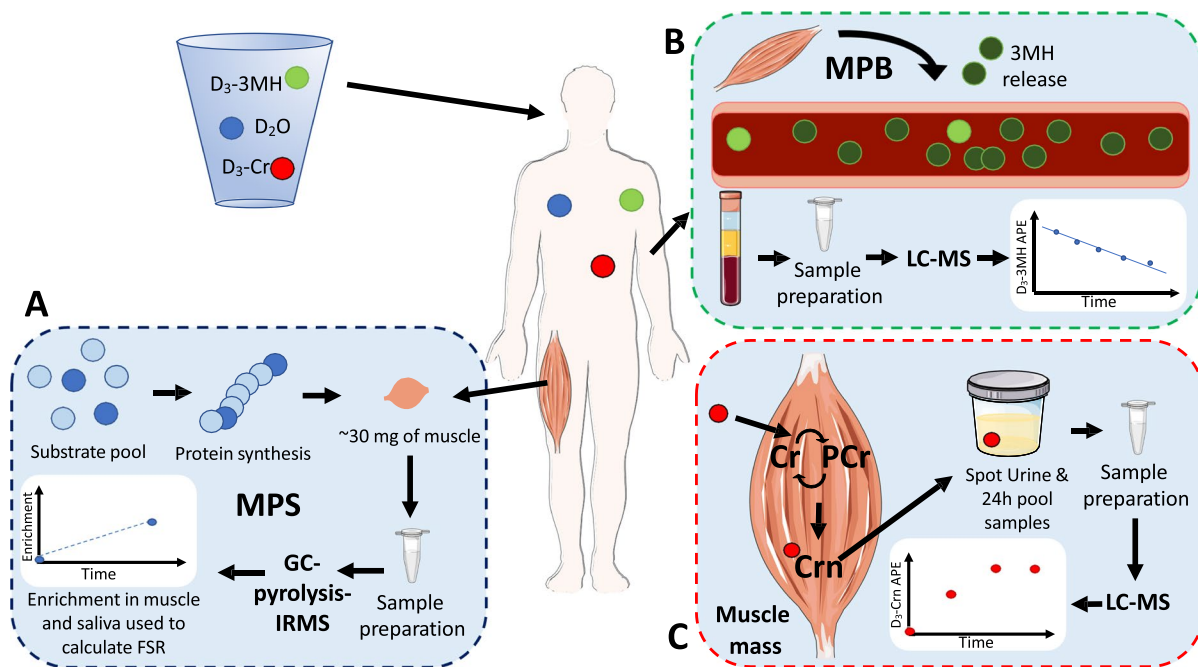 D₃-3MH
D₂O
D₃-Cr
A
Substrate pool
Protein synthesis
~30 mg of muscle
MPS
Enrichment
Time
Enrichment in muscle
and saliva used to
calculate FSR
GC-
pyrolysis-
IRMS
Sample
preparation
B
MPB
3MH
release
Sample
preparation
LC-MS
D₃-3MH APE
Time
C
Muscle
mass
Cr
PCr
Crn
Spot Urine &
24h pool
samples
Sample
preparation
LC-MS
D₃-Crn APE
Time